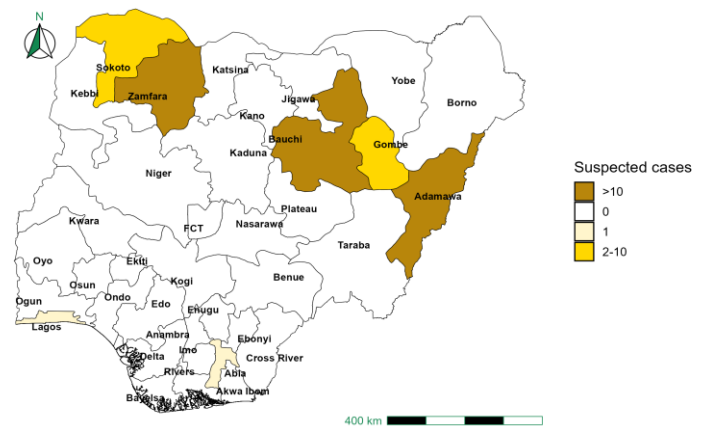 N
Sokoto
Katsina
Kebbi
Zamfara
Jigawa
Yobe
Borno
Kano
Bauchi
Gombe
Kaduna
Niger
Adamawa
Plateau
Kwara
FCT
Nasarawa
Taraba
Oyo
Ekiti
Kogi
Benue
Osun
Ogun
Ondo
Edo
Enugu
Lagos
Anambra
Ebonyi
Delta
Imo
Cross River
Rivers
Abia
Bayelsa
Akwa Ibom
Suspected cases
>10
0
1
2-10
400 km